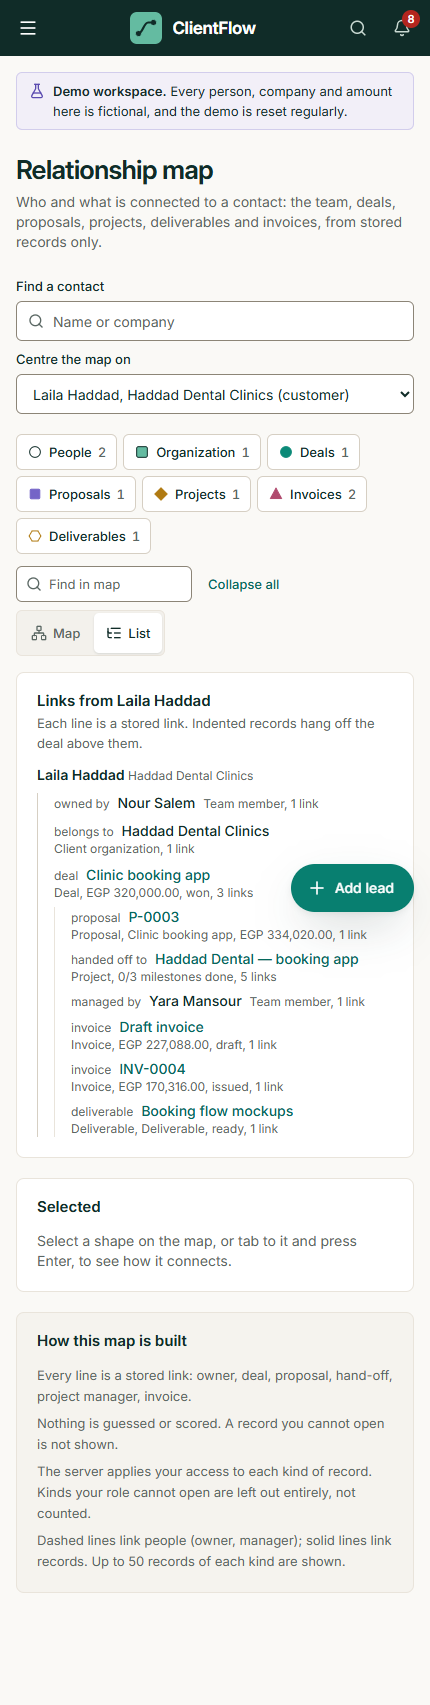 ClientFlow
8
Demo workspace. Every person, company and amount
here is fictional, and the demo is reset regularly.
Relationship map
Who and what is connected to a contact: the team, deals,
proposals, projects, deliverables and invoices, from stored
records only.
Find a contact
Name or company
Centre the map on
Laila Haddad, Haddad Dental Clinics (customer)
People 2
Organization 1
Deals 1
Proposals 1
Projects 1
Invoices 2
Deliverables 1
Find in map
Collapse all
Map
List
Links from Laila Haddad
Each line is a stored link. Indented records hang off the
deal above them.
Laila Haddad Haddad Dental Clinics
owned by Nour Salem Team member, 1 link
belongs to Haddad Dental Clinics
Client organization, 1 link
deal Clinic booking app
Deal, EGP 320,000.00, won, 3 links
Add lead
proposal P-0003
Proposal, Clinic booking app, EGP 334,020.00, 1 link
handed off to Haddad Dental — booking app
Project, 0/3 milestones done, 5 links
managed by Yara Mansour Team member, 1 link
invoice Draft invoice
Invoice, EGP 227,088.00, draft, 1 link
invoice INV-0004
Invoice, EGP 170,316.00, issued, 1 link
deliverable Booking flow mockups
Deliverable, Deliverable, ready, 1 link
Selected
Select a shape on the map, or tab to it and press
Enter, to see how it connects.
How this map is built
Every line is a stored link: owner, deal, proposal, hand-off,
project manager, invoice.
Nothing is guessed or scored. A record you cannot open
is not shown.
The server applies your access to each kind of record.
Kinds your role cannot open are left out entirely, not
counted.
Dashed lines link people (owner, manager); solid lines link
records. Up to 50 records of each kind are shown.